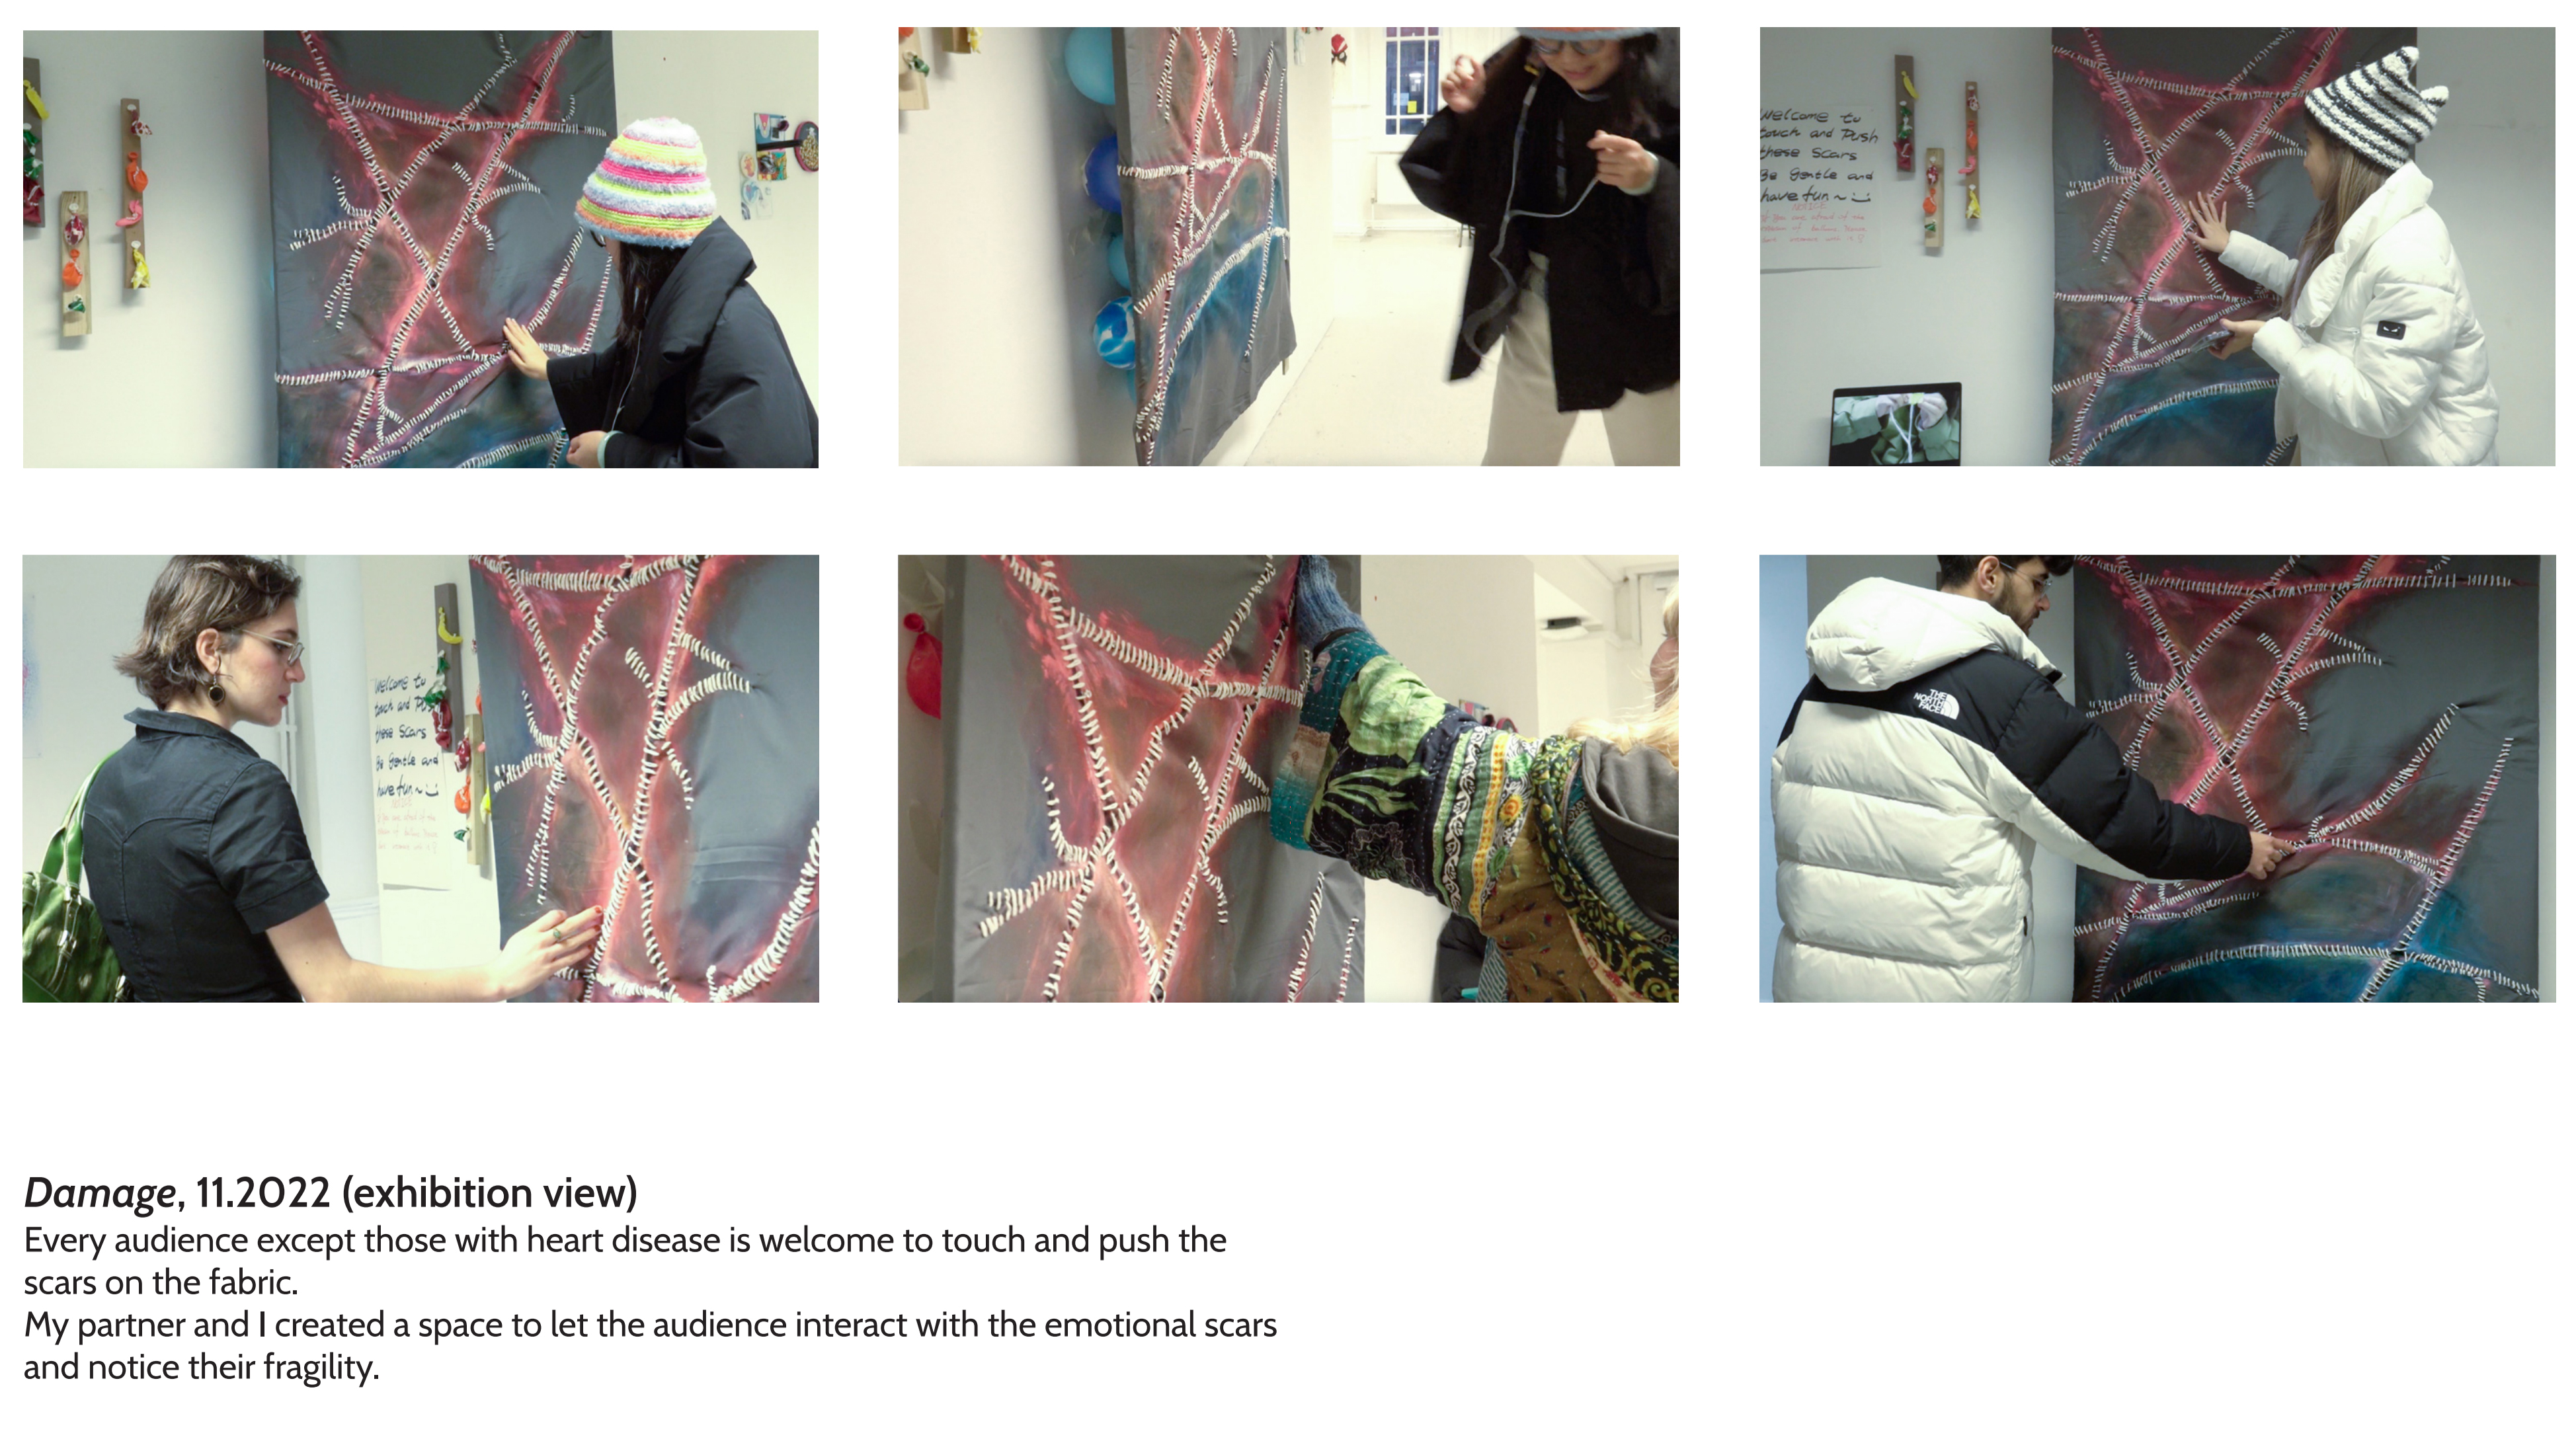 Welcome to
touch and Push
these Scars
Be Gentle and
have fun ~
Welcome to
touch and
these Scars
Be Gentle and
have fun ~
THE
NORTH
FACE
Damage, 11.2022 (exhibition view)
Every audience except those with heart disease is welcome to touch and push the
scars on the fabric.
My partner and I created a space to let the audience interact with the emotional scars
and notice their fragility.